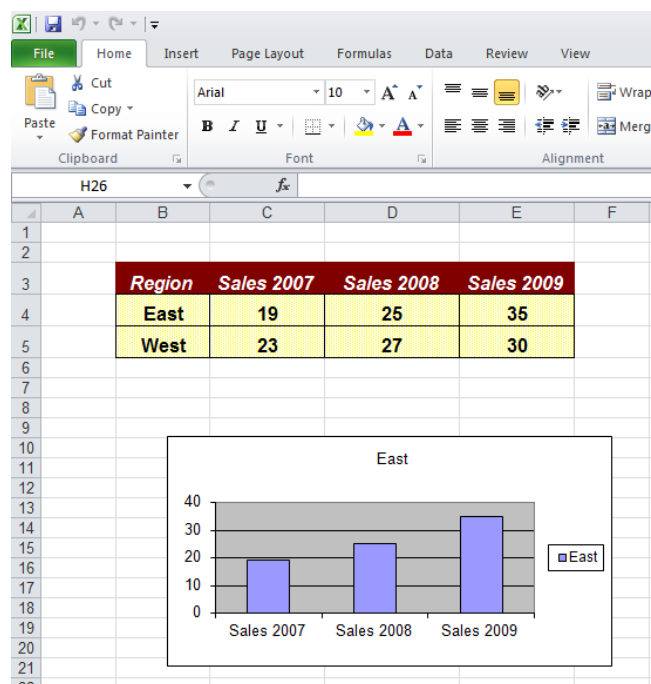 File Home Insert Page Layout Formulas Data Review View
Cut
Copy
Format Painter
Paste
Clipboard
Arial 10 A A
B I U A
Font
Wrap
Merg
Alignment
H26 fx
A B C D E F
1
2
3 Region Sales 2007 Sales 2008 Sales 2009
4 East 19 25 35
5 West 23 27 30
6
7
8
9
10
11
12
13
14
15
16
17
18
19
20
21
East
40
30
20
10
0
Sales 2007 Sales 2008 Sales 2009
East